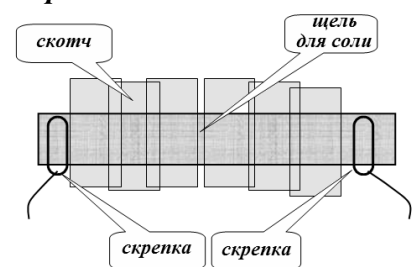 скотч
щель
для соли
скрепка
скрепка